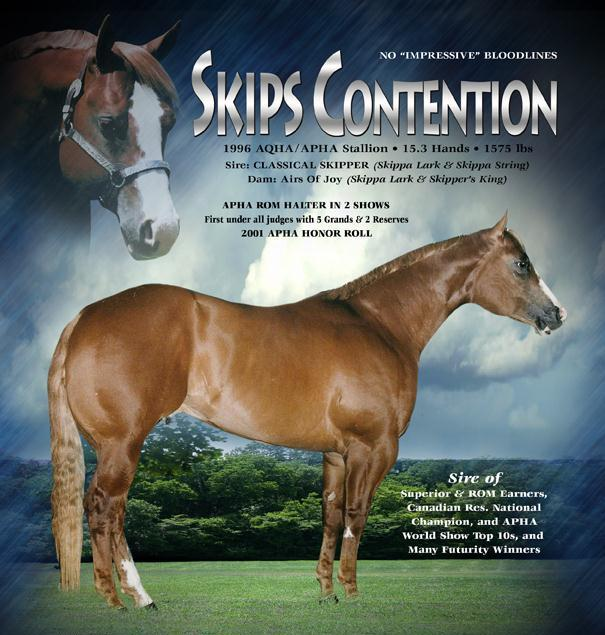 NO "IMPRESSIVE" BLOODLINES
SKIPS CONTENTION
1996 AQHA/APHA Stallion • 15.3 Hands • 1575 lbs
Sire: CLASSICAL SKIPPER (Skippa Lark & Skippa String)
Dam: Airs Of Joy (Skippa Lark & Skipper's King)
APHA ROM HALTER IN 2 SHOWS
First under all judges with 5 Grands & 2 Reserves
2001 APHA HONOR ROLL
Sire of
Superior & ROM Earners,
Canadian Res. National
Champion, and APHA
World Show Top 10s, and
Many Futurity Winners